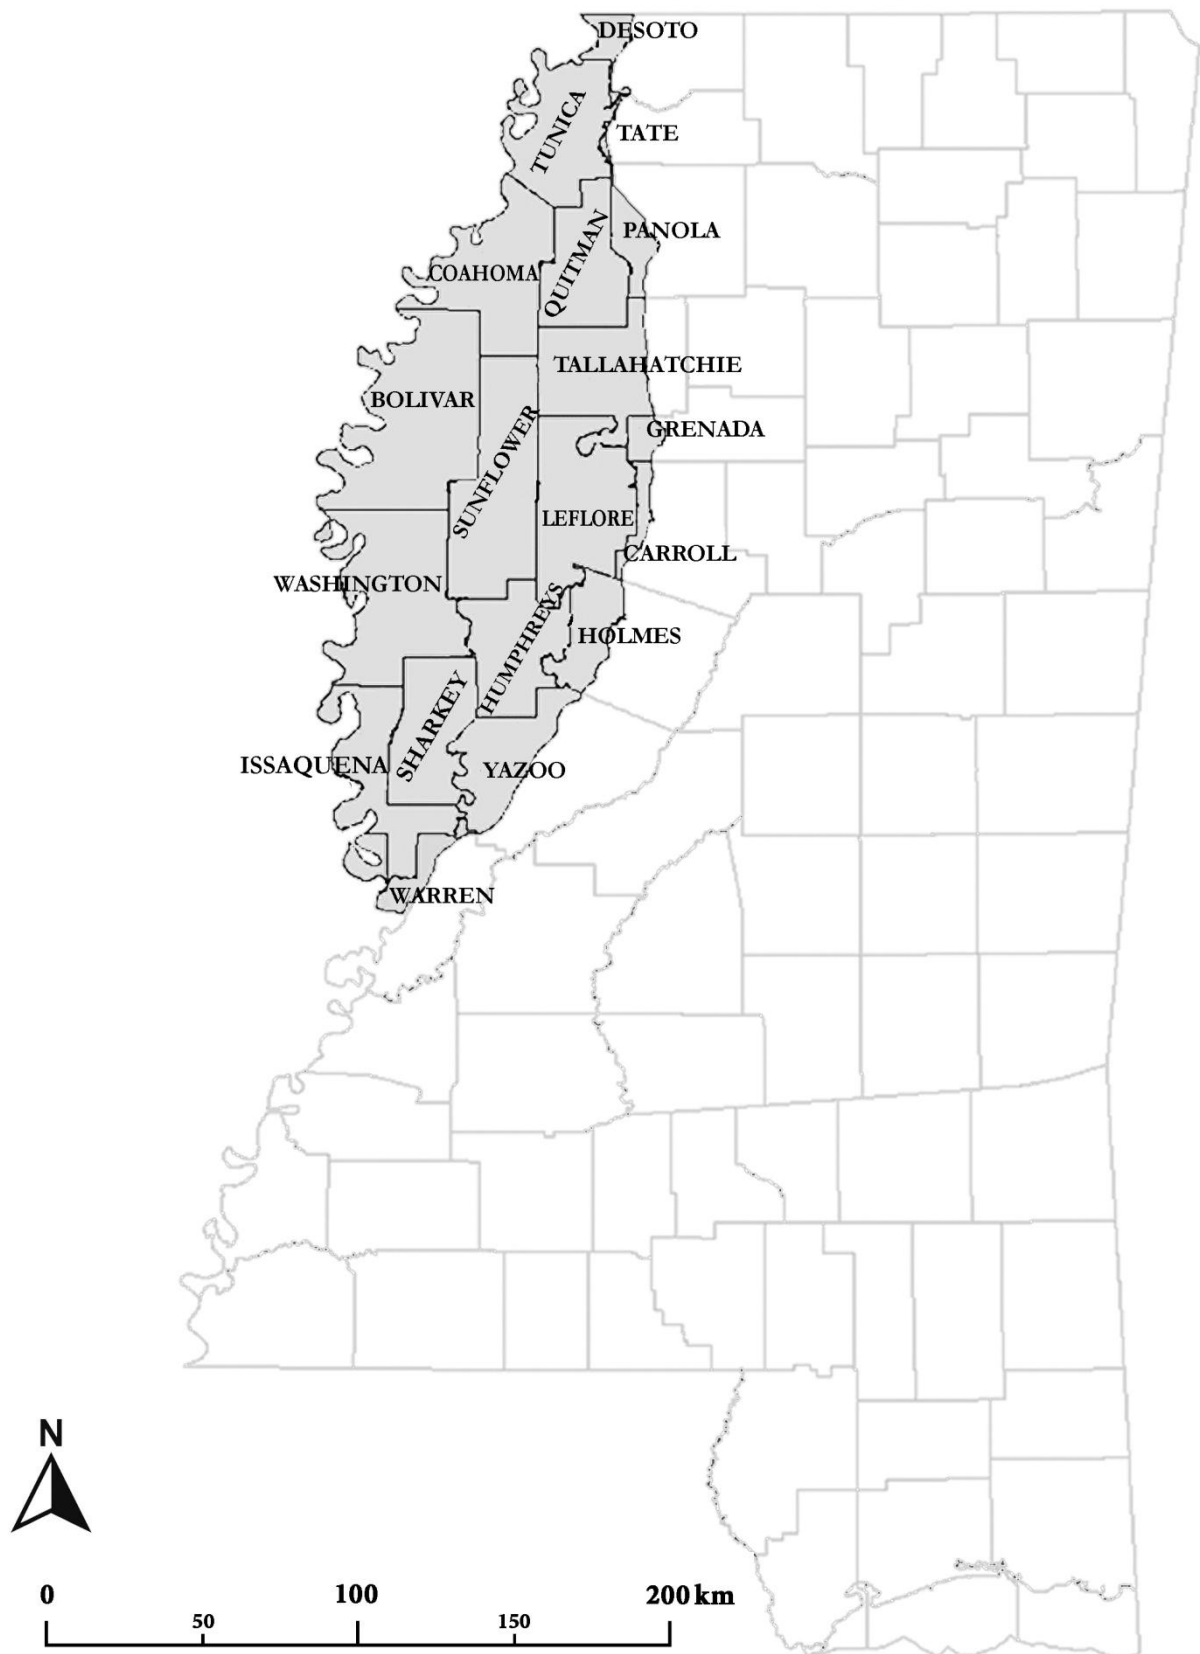 DESOTO
TUNICA
TATE
PANOLA
QUITMAN
COAHOMA
TALLAHATCHIE
BOLIVAR
SUNFLOWER
GRENADA
LEFLORE
CARROLL
WASHINGTON
HUMPHREYS
HOLMES
SHARKEY
ISSAQUENA
YAZOO
WARREN
N
0 100 200 km
50 150